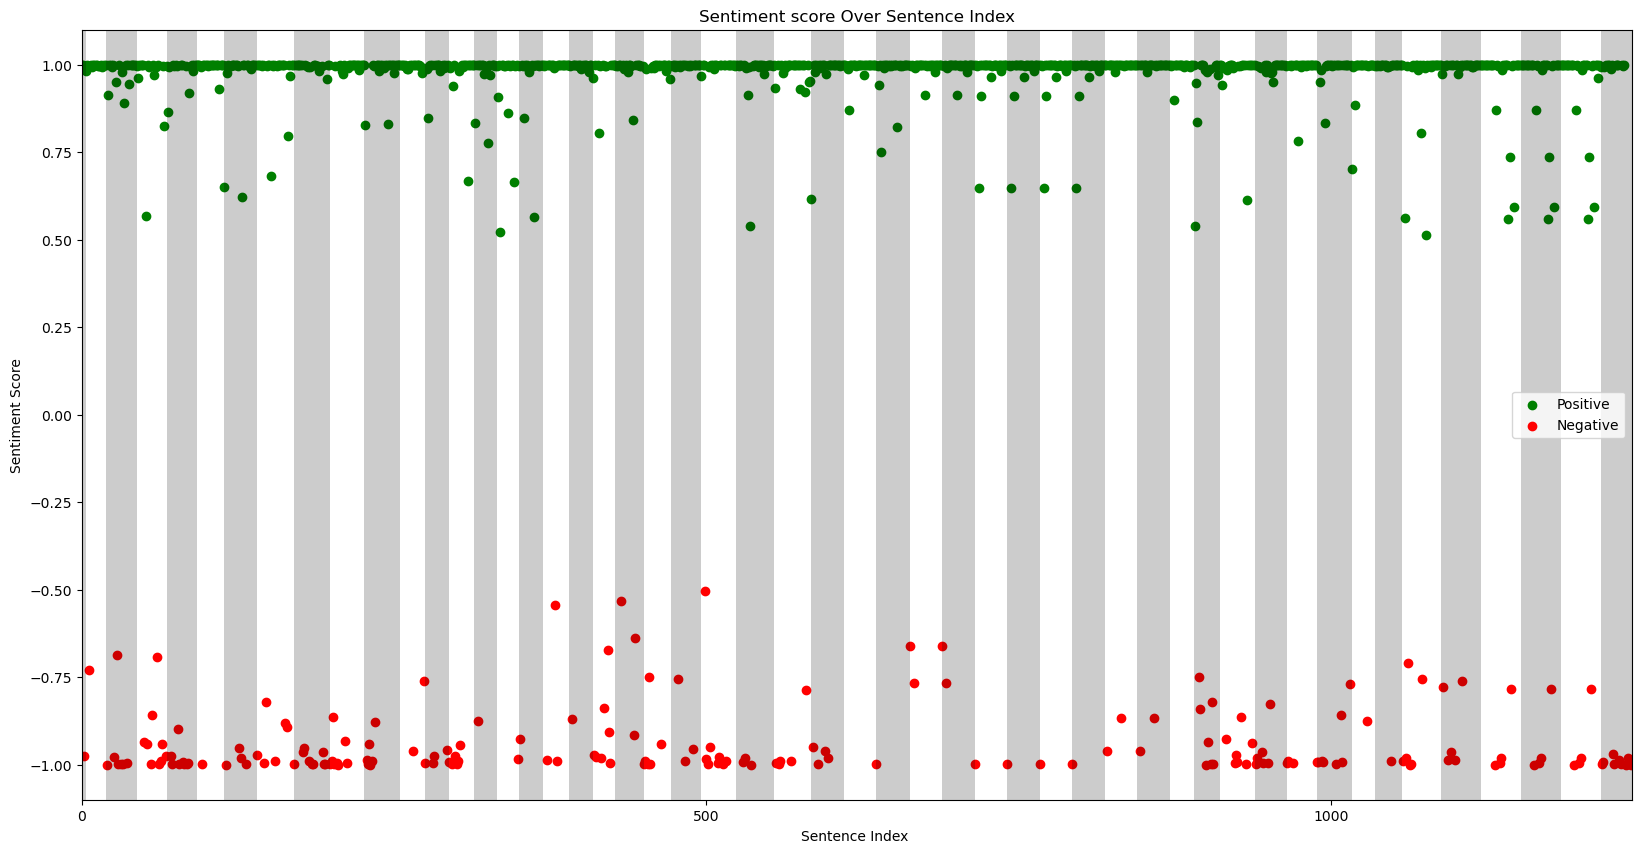 Sentiment score Over Sentence Index
1.00
0.75
0.50
0.25
0.00
−0.25
−0.50
−0.75
−1.00
Sentiment Score
Positive
Negative
0
500
1000
Sentence Index